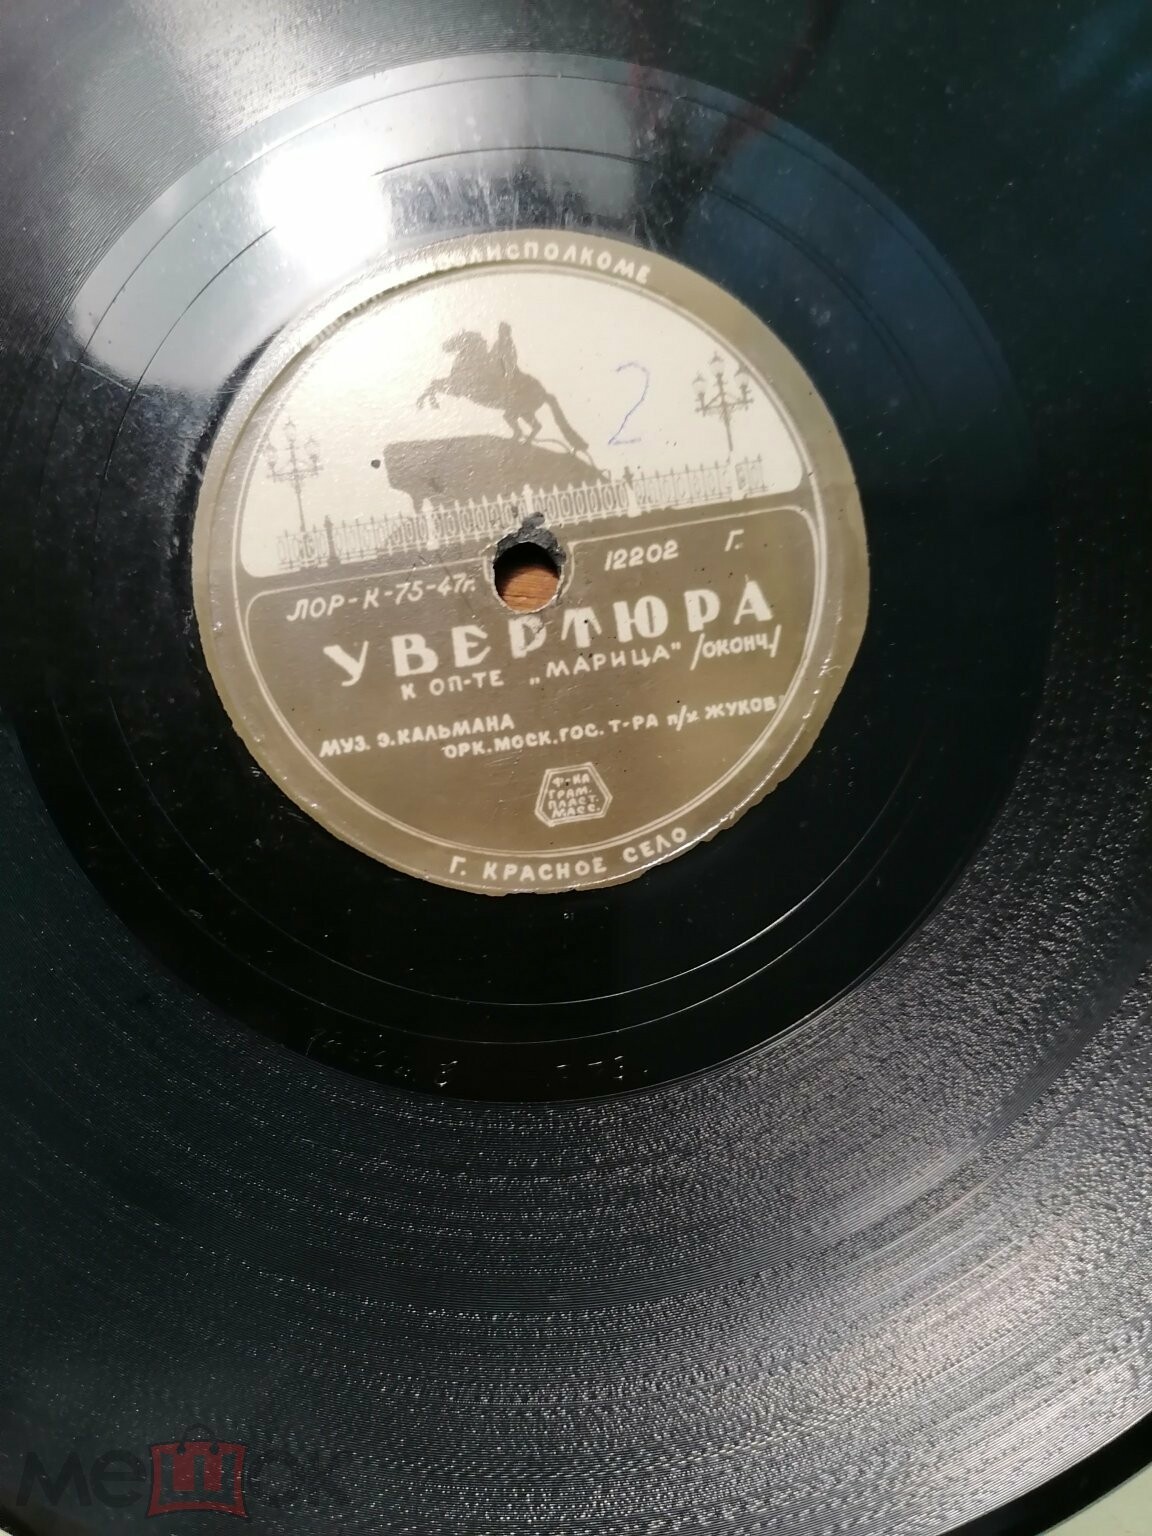 2
ЛОР-К-75-47г. 12202 Г.
УВЕРТЮРА
К ОП-ТЕ „МАРИЦА" /ОКОНЧ/
МУЗ. Э.КАЛЬМАНА
ОРК.МОСК.ГОС. Т-РА п/у ЖУКОВ
Ф-КА
ГРАМ.
ПЛАСТ.
МАСС.
Г. КРАСНОЕ СЕЛО
мешок